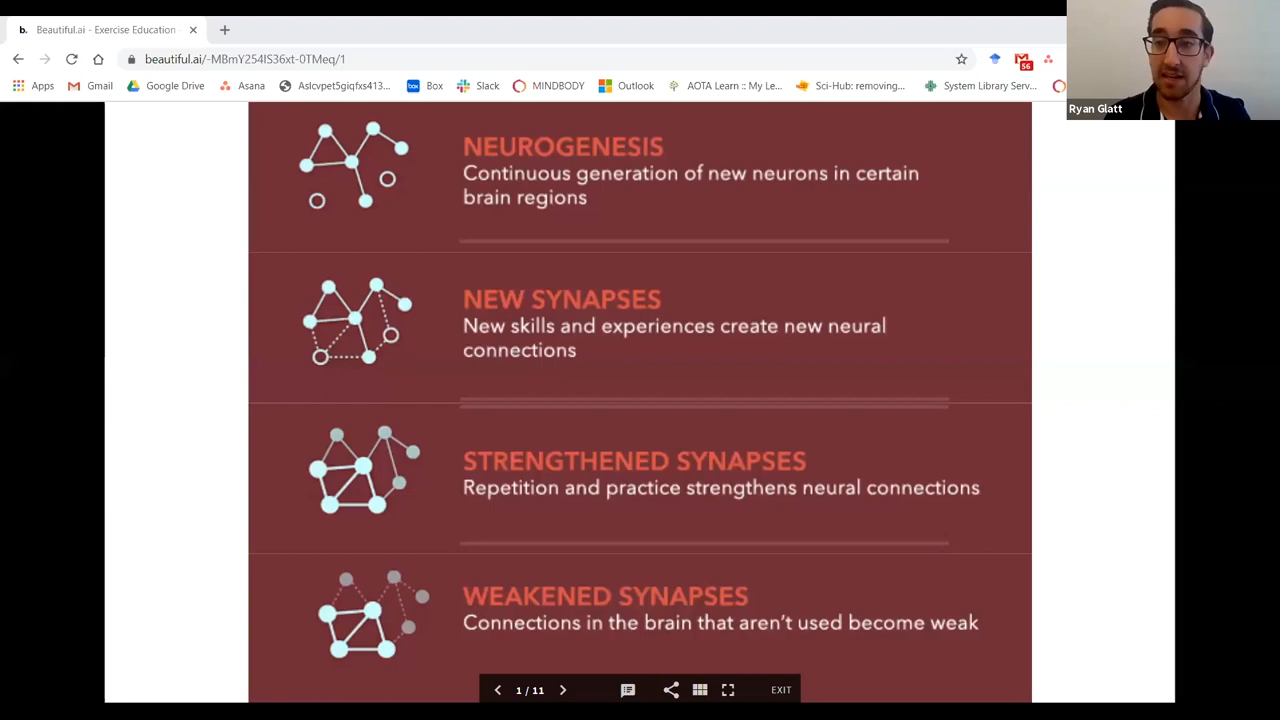 b. Beautiful.ai - Exercise Education
beautiful.ai/-MBmY254IS36xt-0TMeq/1
56
Apps Google Drive Asana Aslcvpet5giqfxs413... Box Slack MINDBODY Outlook AOTA Learn :: My Le... Sci-Hub: removing... System Library Serv...
Ryan Glatt
NEUROGENESIS
Continuous generation of new neurons in certain
brain regions
NEW SYNAPSES
New skills and experiences create new neural
connections
STRENGTHENED SYNAPSES
Repetition and practice strengthens neural connections
WEAKENED SYNAPSES
Connections in the brain that aren't used become weak
1 / 11
EXIT